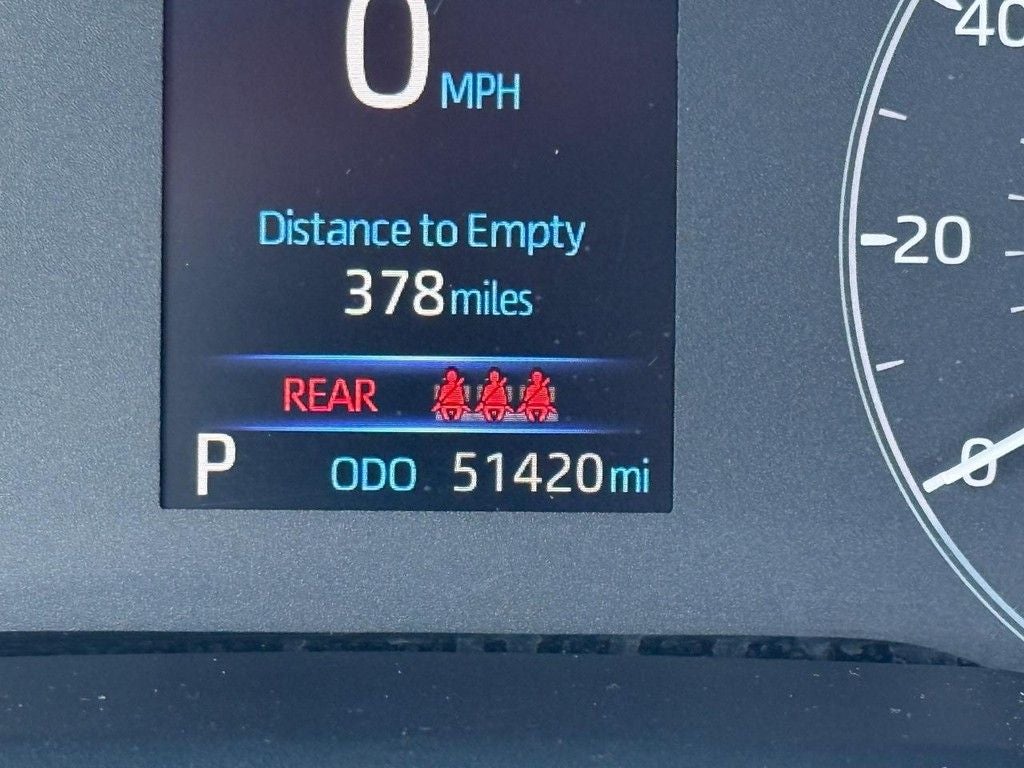 0 MPH
Distance to Empty
378 miles
REAR
P ODO 51420 mi
40
20
0